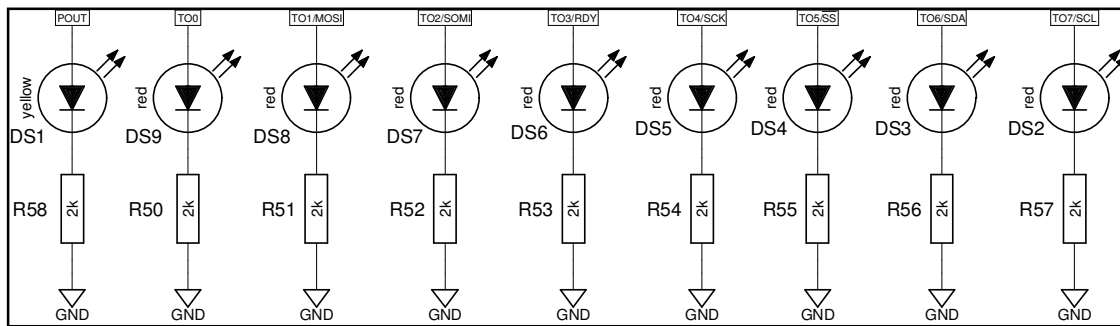 POUT TO0 TO1/MOSI TO2/SOMI TO3/RDY TO4/SCK TO5/S̅S̅ TO6/SDA TO7/SCL
yellow red red red red red red red red
DS1 DS9 DS8 DS7 DS6 DS5 DS4 DS3 DS2
R58 2k R50 2k R51 2k R52 2k R53 2k R54 2k R55 2k R56 2k R57 2k
GND GND GND GND GND GND GND GND GND